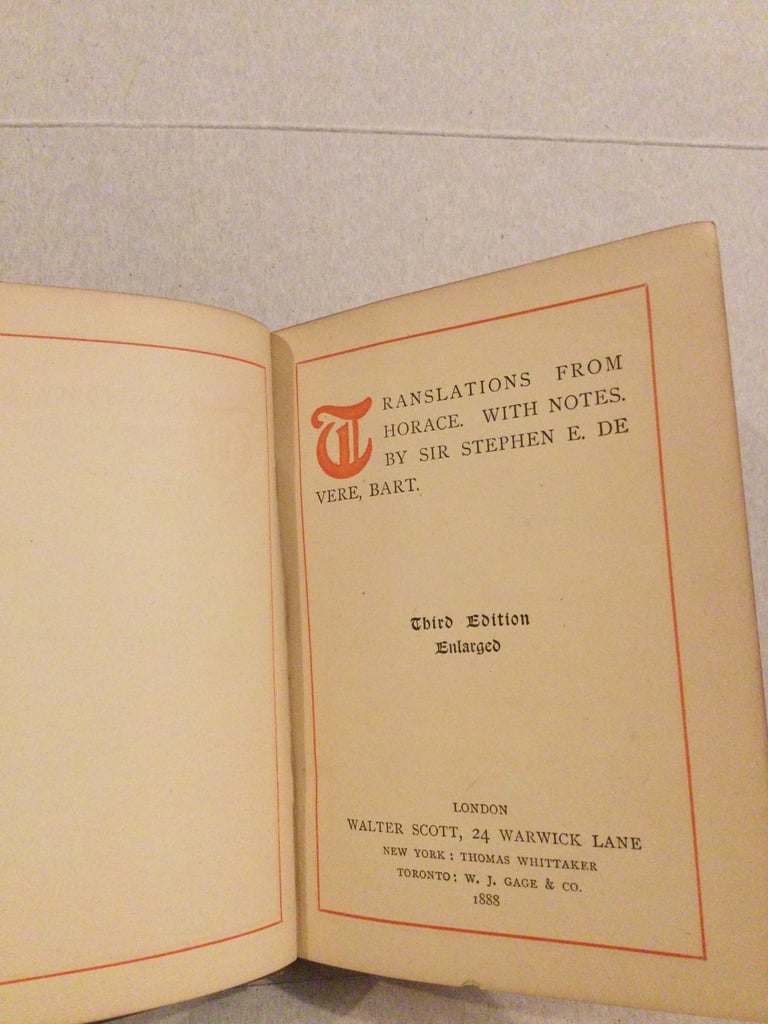 TRANSLATIONS FROM
HORACE. WITH NOTES.
BY SIR STEPHEN E. DE
VERE, BART.
Third Edition
Enlarged
LONDON
WALTER SCOTT, 24 WARWICK LANE
NEW YORK: THOMAS WHITTAKER
TORONTO: W. J. GAGE & CO.
1888